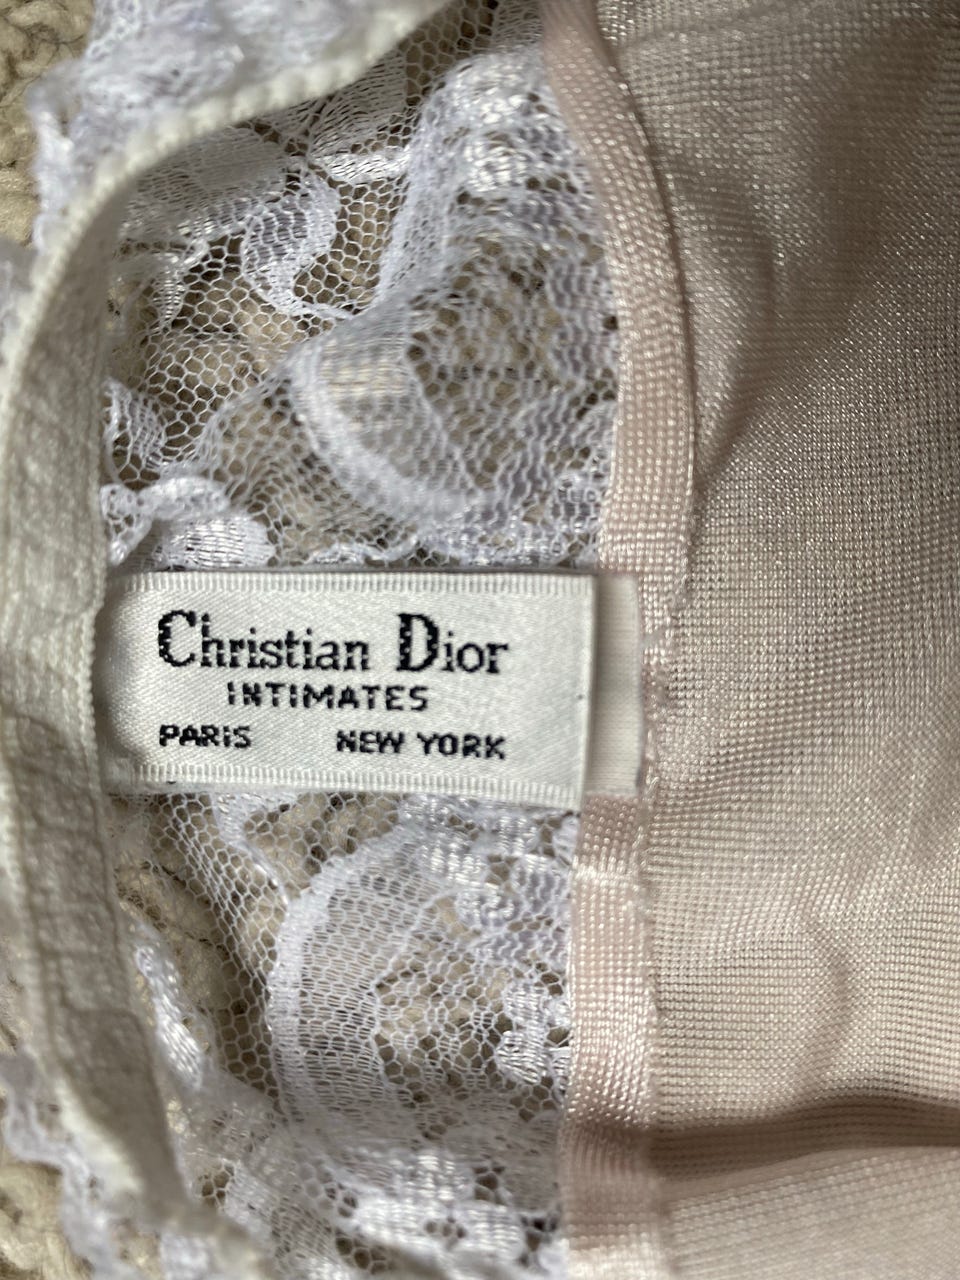 Christian Dior
INTIMATES
PARIS NEW YORK